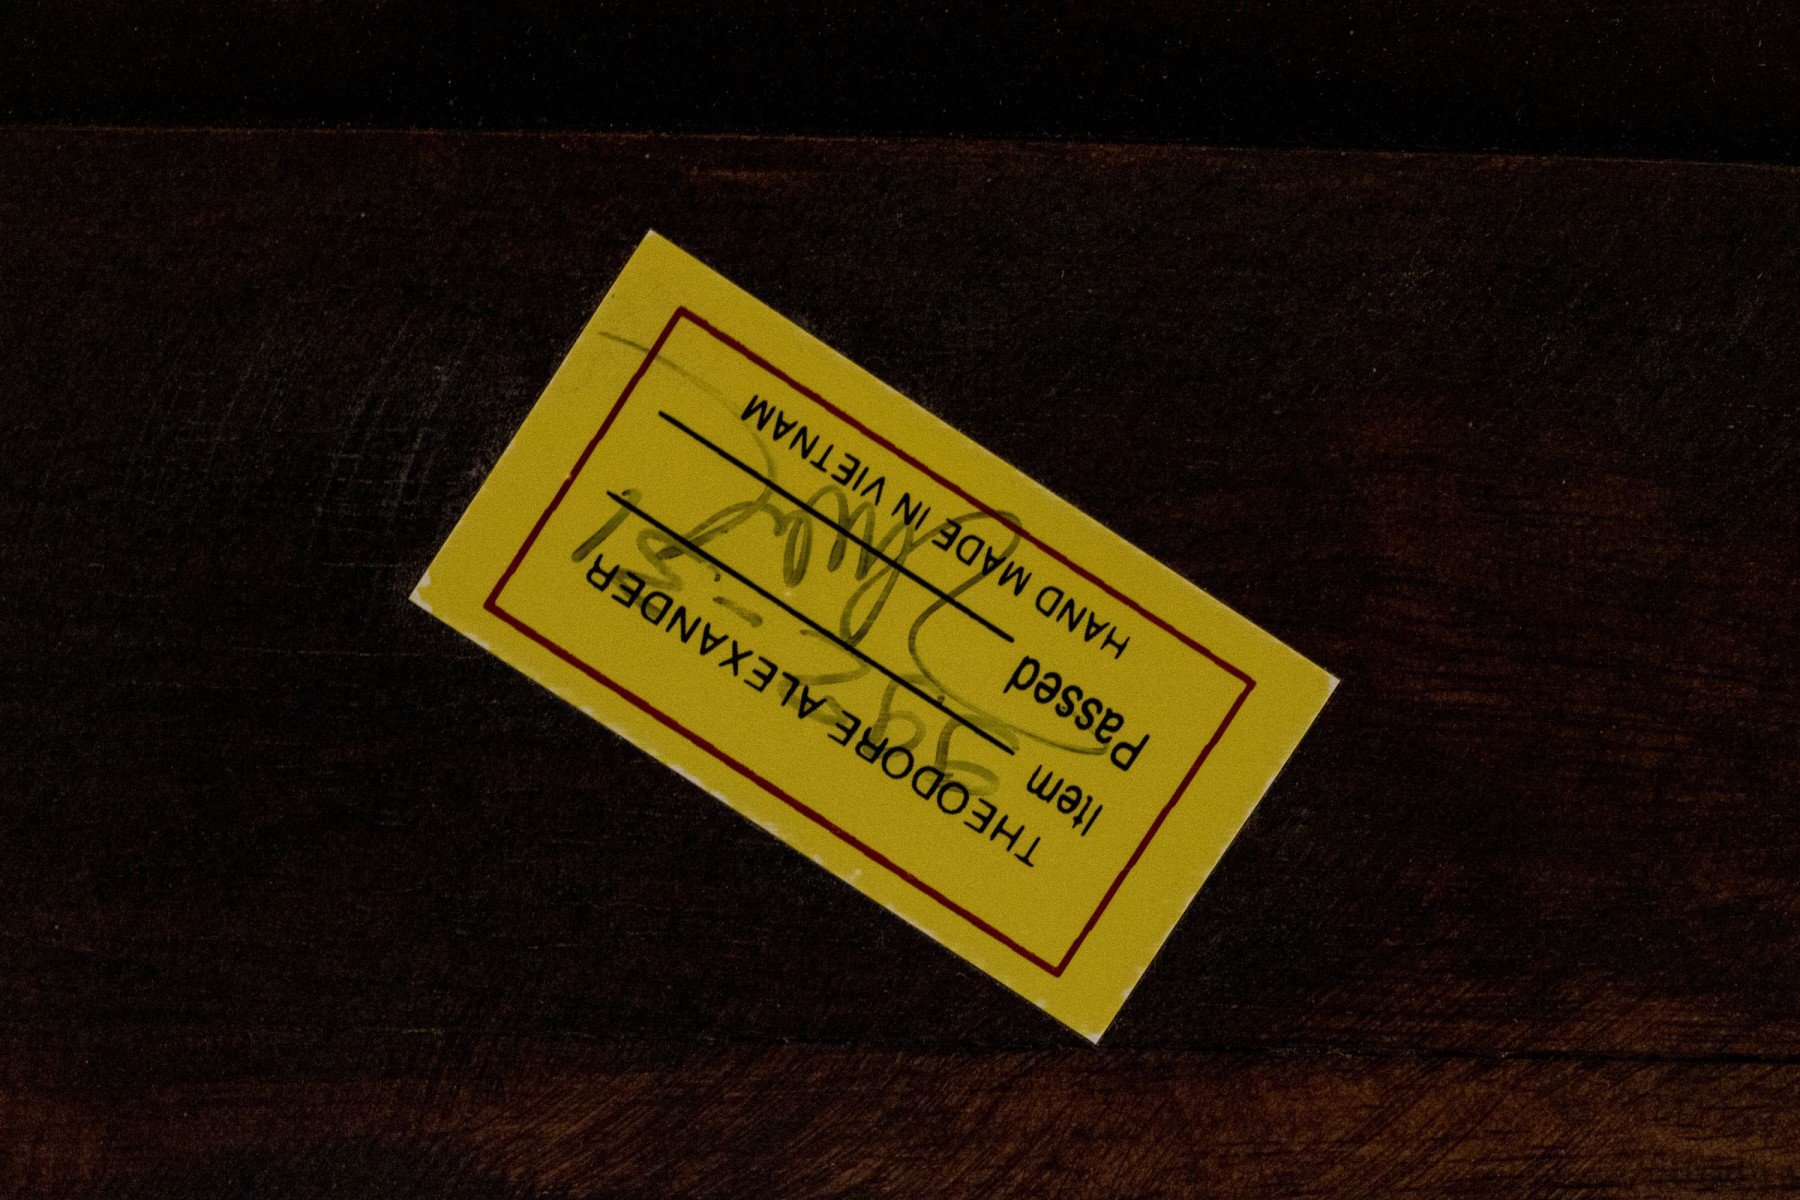 THEODORE ALEXANDER
Item
Passed
HAND MADE IN VIETNAM